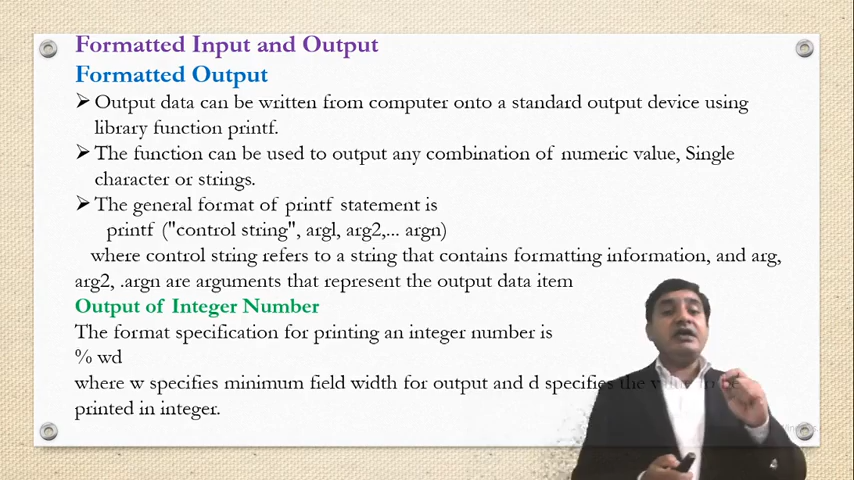 Formatted Input and Output
Formatted Output
➢ Output data can be written from computer onto a standard output device using
library function printf.
➢ The function can be used to output any combination of numeric value, Single
character or strings.
➢ The general format of printf statement is
printf ("control string", argl, arg2,... argn)
where control string refers to a string that contains formatting information, and arg,
arg2, .argn are arguments that represent the output data item
Output of Integer Number
The format specification for printing an integer number is
% wd
where w specifies minimum field width for output and d specifies the value to be
printed in integer.